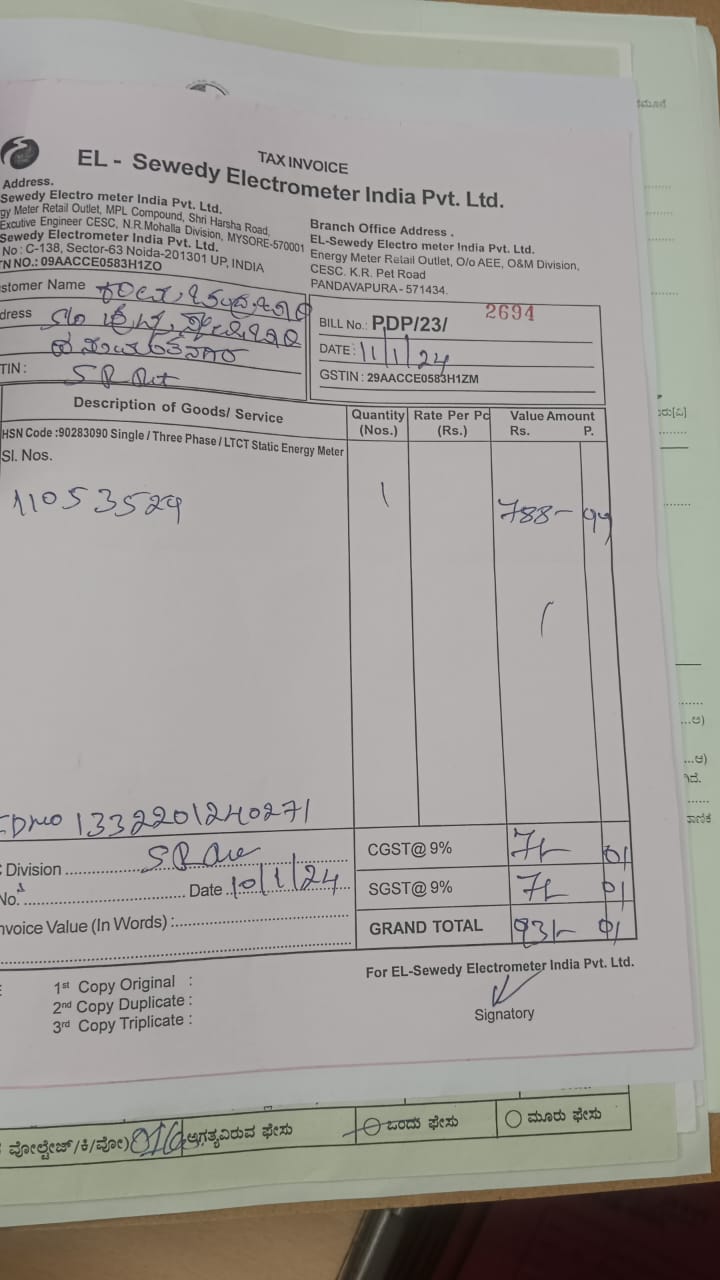 TAX INVOICE
EL - Sewedy Electrometer India Pvt. Ltd.
Address.
Sewedy Electro meter India Pvt. Ltd.
gy Meter Retail Outlet, MPL Compound, Shri Harsha Road,
Excutive Engineer CESC, N.R.Mohalla Division, MYSORE-570001
Sewedy Electrometer India Pvt. Ltd.
No : C-138, Sector-63 Noida-201301 UP, INDIA
TN NO.: 09AACCE0583H1ZO
Branch Office Address .
EL-Sewedy Electro meter India Pvt. Ltd.
Energy Meter Retail Outlet, O/o AEE, O&M Division,
CESC. K.R. Pet Road
PANDAVAPURA - 571434.
stomer Name
dress S/o
TIN :
BILL No.: PDP/23/ 2694
DATE : 11/1/24
GSTIN : 29AACCE0583H1ZM
Description of Goods/ Service Quantity (Nos.) Rate Per Pc (Rs.) Value Amount Rs. P.
HSN Code :90283090 Single / Three Phase / LTCT Static Energy Meter
Sl. Nos.
11053529 1 788-99
1332201240271
Division
No. Date 10/1/24
nvoice Value (In Words) :
CGST@ 9% 71- 01
SGST@ 9% 71- 01
GRAND TOTAL 931- 01
For EL-Sewedy Electrometer India Pvt. Ltd.
Signatory
1st Copy Original :
2nd Copy Duplicate :
3rd Copy Triplicate :
ವೋಲ್ಟೇಜ್/ಕಿ/ವೋ) ಅಗತ್ಯವಿರುವ ಫೇಸು ಒಂದು ಫೇಸು ಮೂರು ಫೇಸು